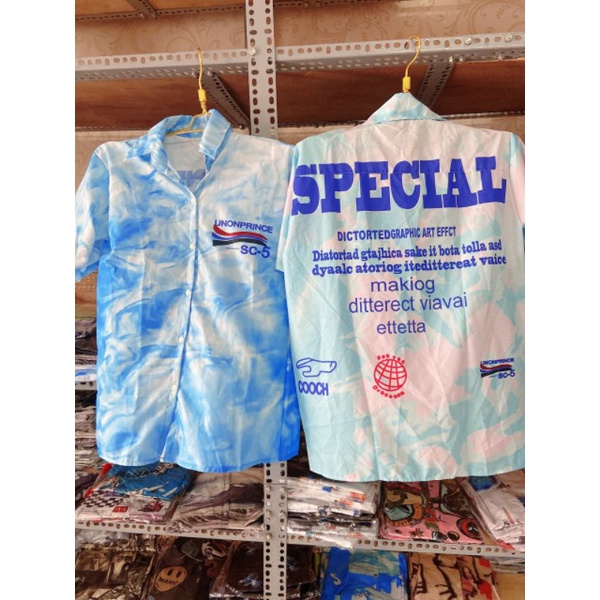 UNONPRINCE
SC-5
SPECIAL
DICTORTEDGRAPHIC ART EFFCT
Diatortad gtajhica sake it bota tolla asd
dyaalc atoriog itedittereat vaice
makiog
ditterect viavai
ettetta
COOCH
UNONPRINCE
SC-5